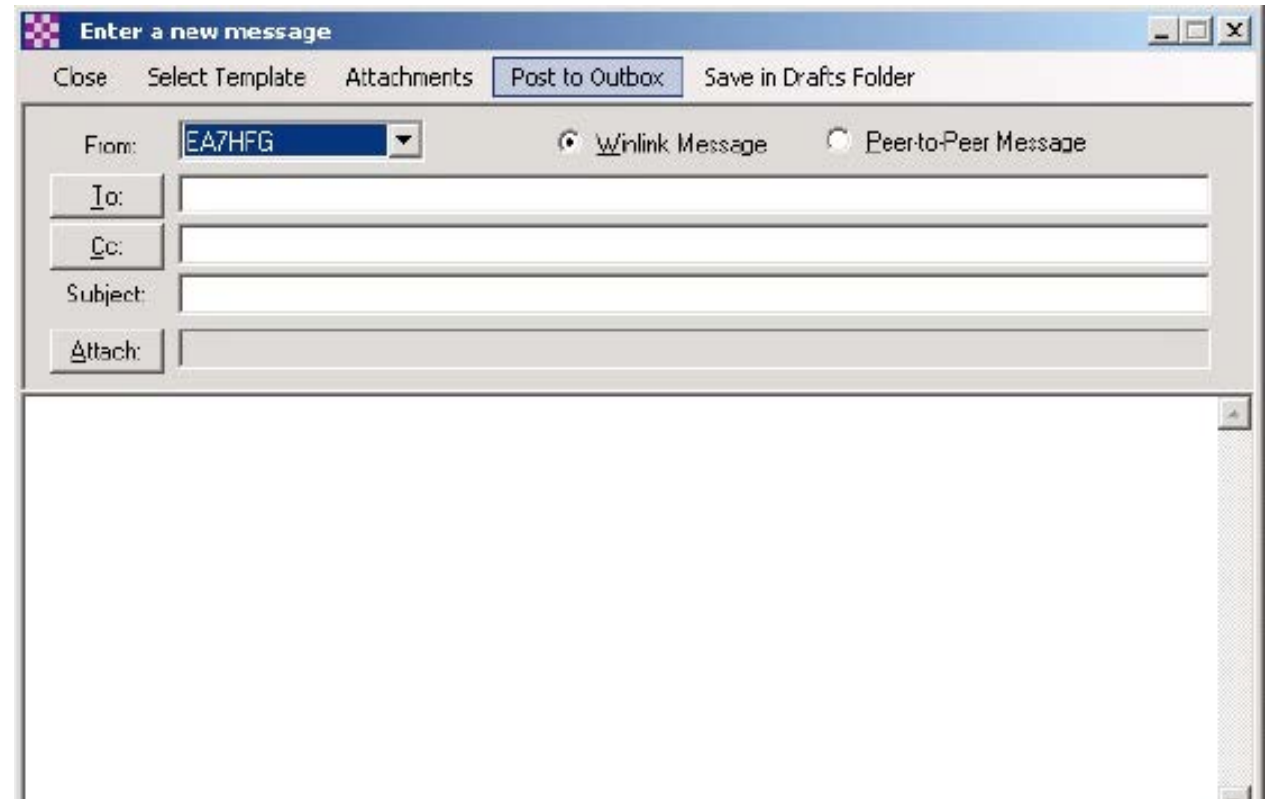 Enter a new message
Close Select Template Attachments Post to Outbox Save in Drafts Folder
From: EA7HFG Winlink Message Peer-to-Peer Message
To:
Cc:
Subject:
Attach: